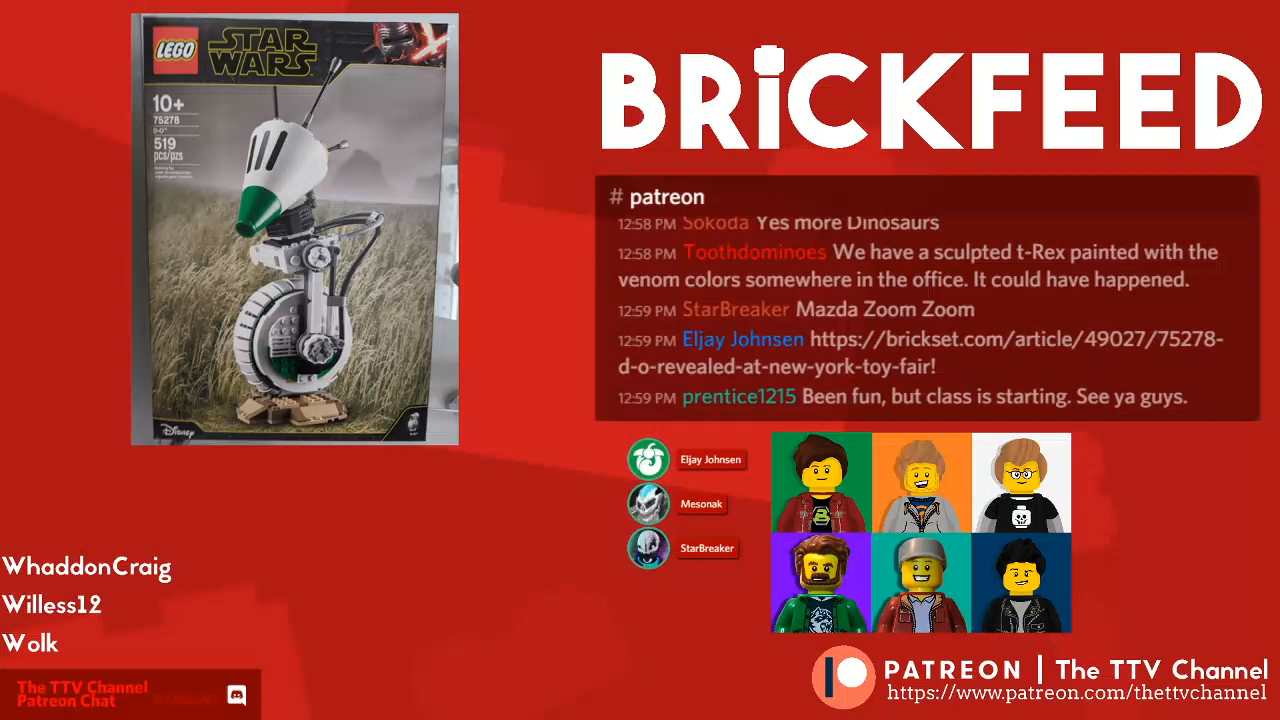 LEGO
STAR
WARS
10+
75278
D-O™
519
pcs/pzs
Disney
BRICKFEED
# patreon
12:58 PM Sokoda Yes more Dinosaurs
12:58 PM Toothdominoes We have a sculpted t-Rex painted with the
venom colors somewhere in the office. It could have happened.
12:59 PM StarBreaker Mazda Zoom Zoom
12:59 PM Eljay Johnsen https://brickset.com/article/49027/75278-
d-o-revealed-at-new-york-toy-fair!
12:59 PM prentice1215 Been fun, but class is starting. See ya guys.
Eljay Johnsen
Mesonak
StarBreaker
WhaddonCraig
Willess12
Wolk
The TTV Channel
Patreon Chat
PATREON | The TTV Channel
https://www.patreon.com/thettvchannel